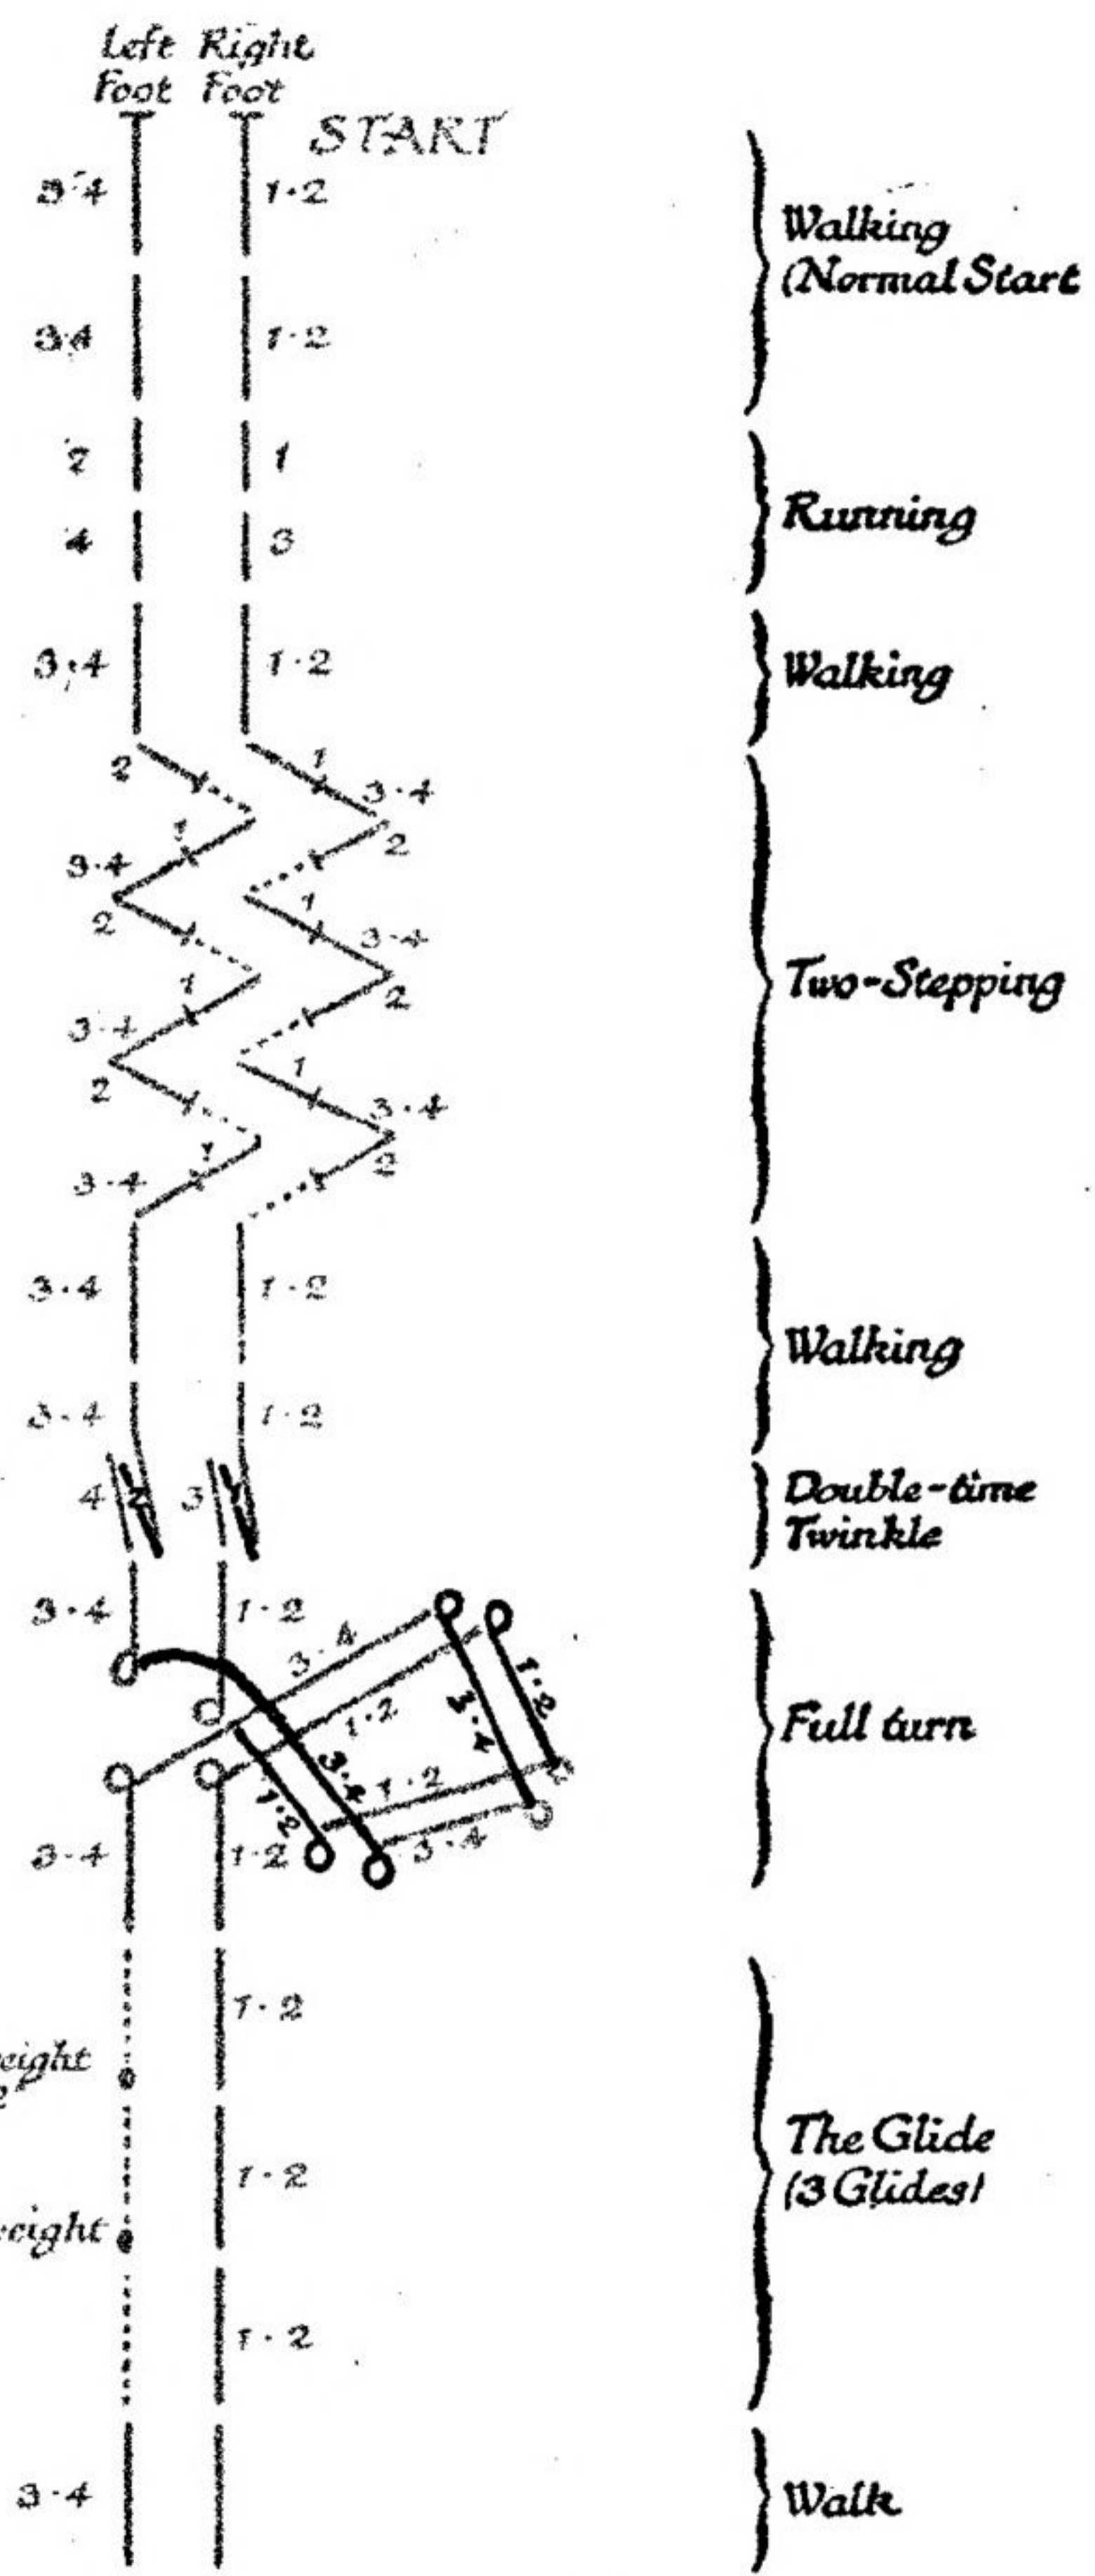 Left Right
Foot Foot
START
3·4 1·2
Walking
(Normal Start
3·4 1·2
2 1
Running
4 3
3·4 1·2
Walking
2 1 3·4
1 2
3·4
2 1 3·4
1 2
Two-Stepping
3·4
2 1 3·4
1 2
3·4
3·4 1·2
Walking
3·4 1·2
4 2 3 1
Double-time
Twinkle
3·4 1·2
3·4 1·2
1·2 3·4
Full turn
3·4 1·2
1·2 3·4
3·4 1·2
1·2
eight
The Glide
(3 Glides)
1·2
eight
1·2
3·4
Walk